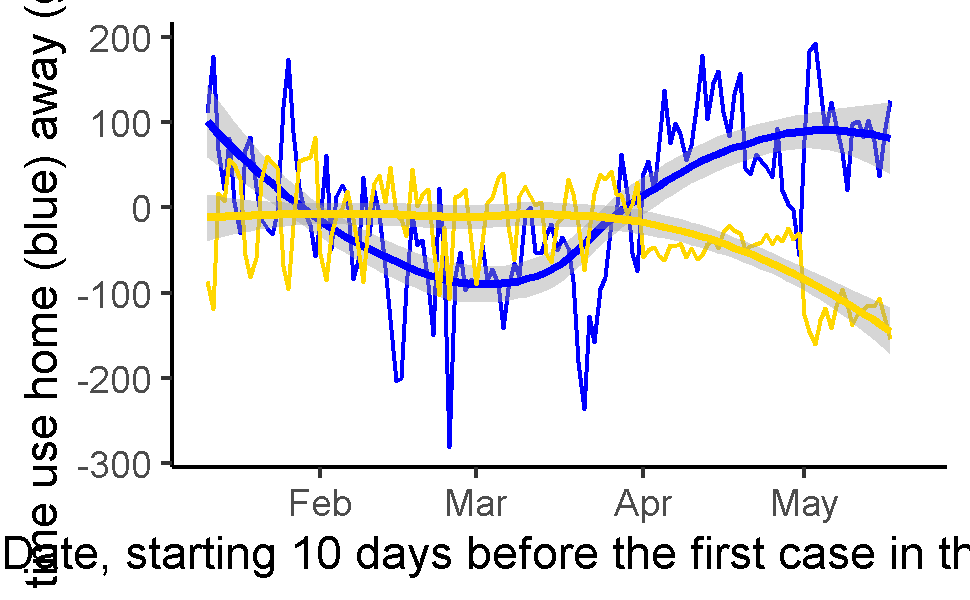 time use home (blue) away (
200
100
0
-100
-200
-300
Feb Mar Apr May
Date, starting 10 days before the first case in th